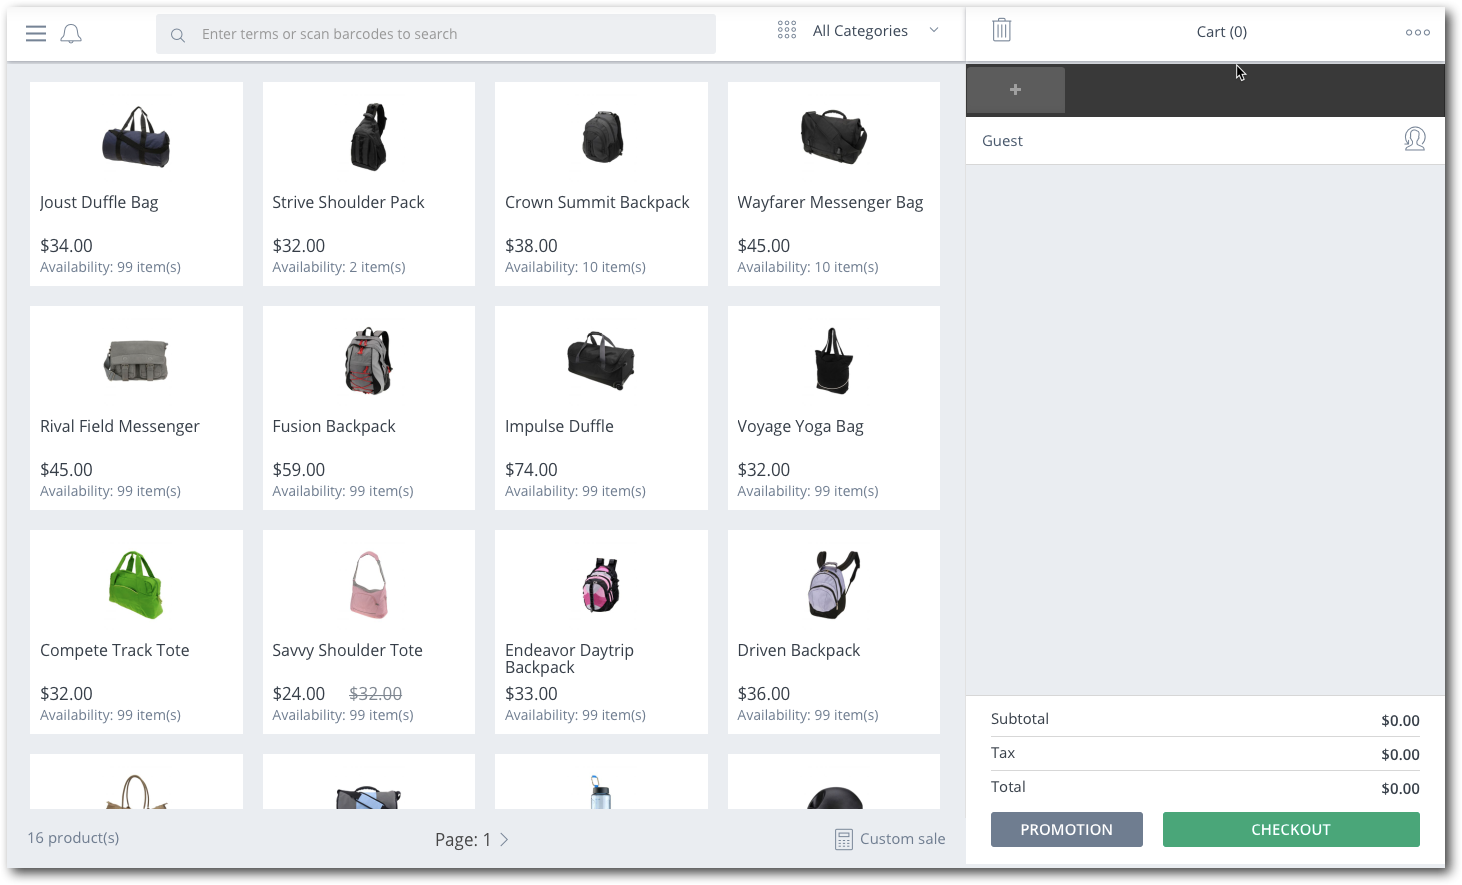 Enter terms or scan barcodes to search
All Categories
Cart (0)
+
Guest
Joust Duffle Bag
$34.00
Availability: 99 item(s)
Strive Shoulder Pack
$32.00
Availability: 2 item(s)
Crown Summit Backpack
$38.00
Availability: 10 item(s)
Wayfarer Messenger Bag
$45.00
Availability: 10 item(s)
Rival Field Messenger
$45.00
Availability: 99 item(s)
Fusion Backpack
$59.00
Availability: 99 item(s)
Impulse Duffle
$74.00
Availability: 99 item(s)
Voyage Yoga Bag
$32.00
Availability: 99 item(s)
Compete Track Tote
$32.00
Availability: 99 item(s)
Savvy Shoulder Tote
$24.00 $32.00
Availability: 99 item(s)
Endeavor Daytrip
Backpack
$33.00
Availability: 99 item(s)
Driven Backpack
$36.00
Availability: 99 item(s)
16 product(s)
Page: 1
Custom sale
Subtotal $0.00
Tax $0.00
Total $0.00
PROMOTION
CHECKOUT